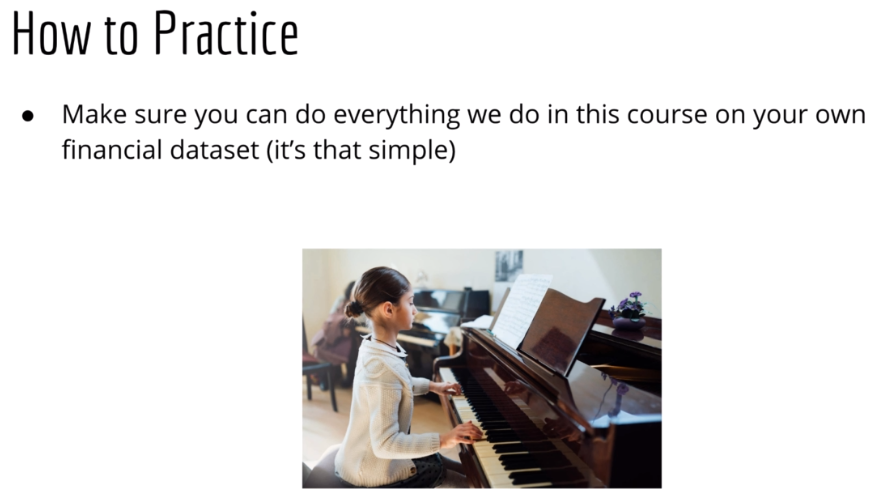 How to Practice
● Make sure you can do everything we do in this course on your own
financial dataset (it's that simple)